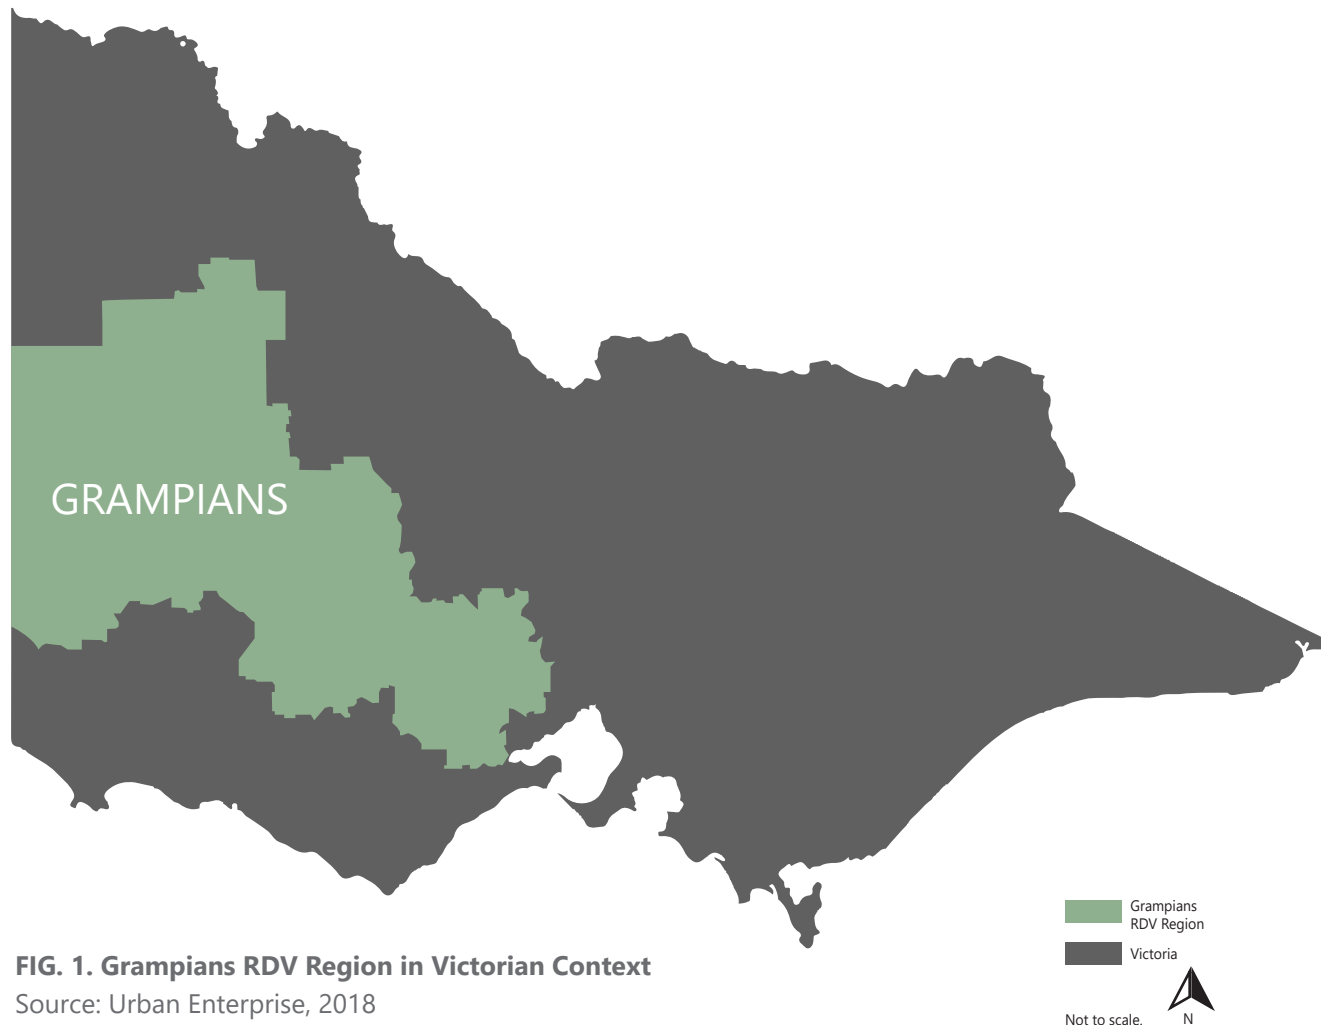 GRAMPIANS
Grampians
RDV Region
Victoria
FIG. 1. Grampians RDV Region in Victorian Context
Source: Urban Enterprise, 2018
Not to scale.
N